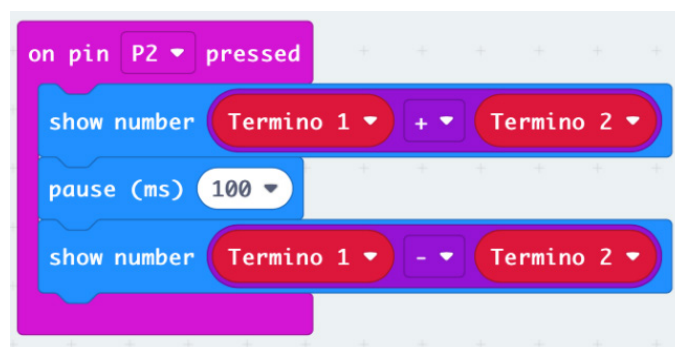 on pin P2 pressed
show number Termino 1 + Termino 2
pause (ms) 100
show number Termino 1 - Termino 2